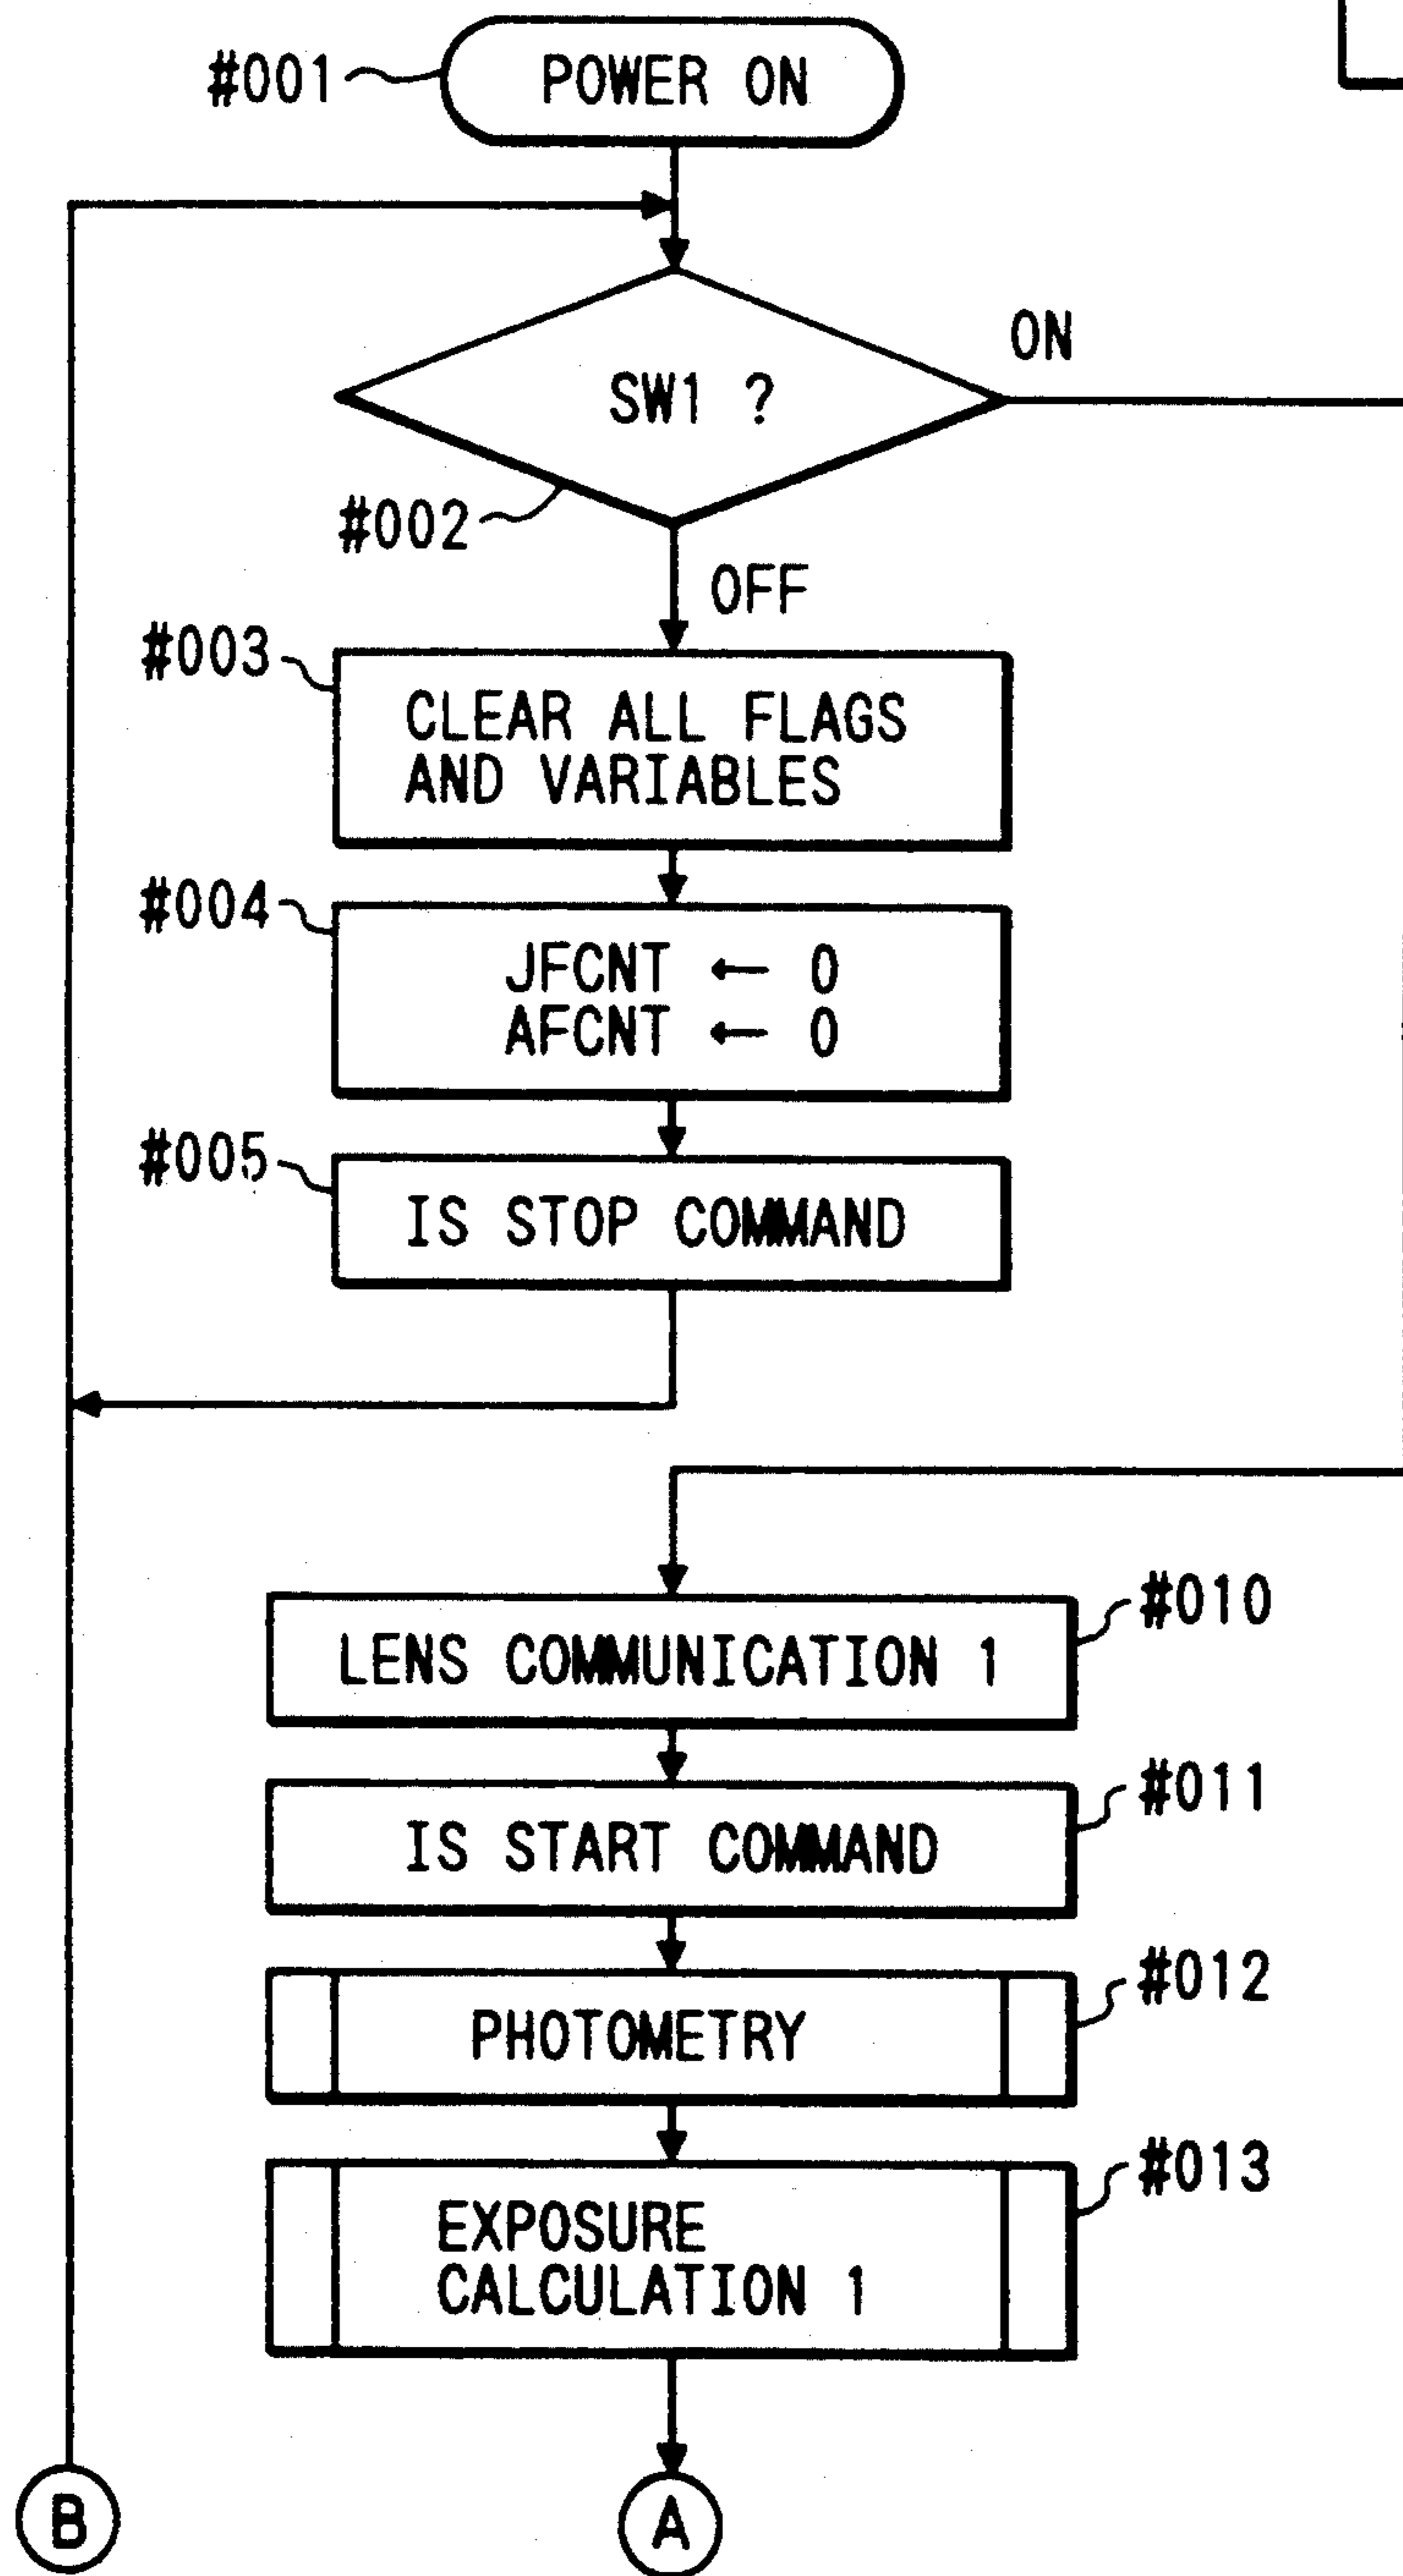 #001 POWER ON
SW1 ?
ON
#002
OFF
#003
CLEAR ALL FLAGS
AND VARIABLES
#004
JFCNT ← 0
AFCNT ← 0
#005
IS STOP COMMAND
LENS COMMUNICATION 1
#010
IS START COMMAND
#011
PHOTOMETRY
#012
EXPOSURE
CALCULATION 1
#013
B
A